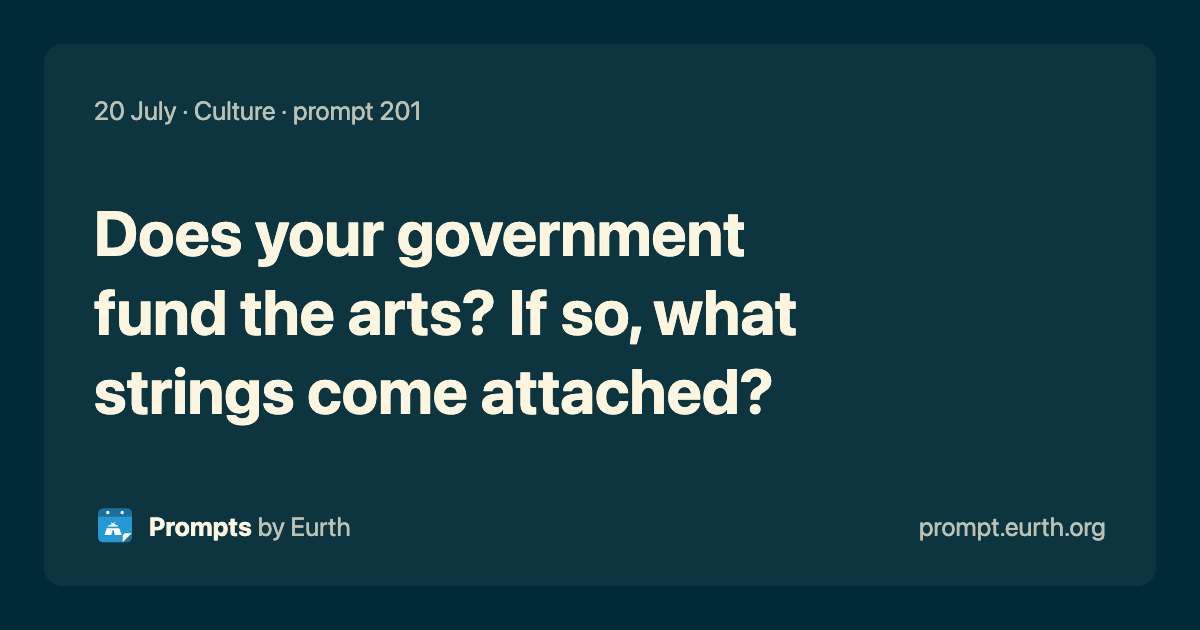 20 July · Culture · prompt 201
Does your government
fund the arts? If so, what
strings come attached?
Prompts by Eurth
prompt.eurth.org